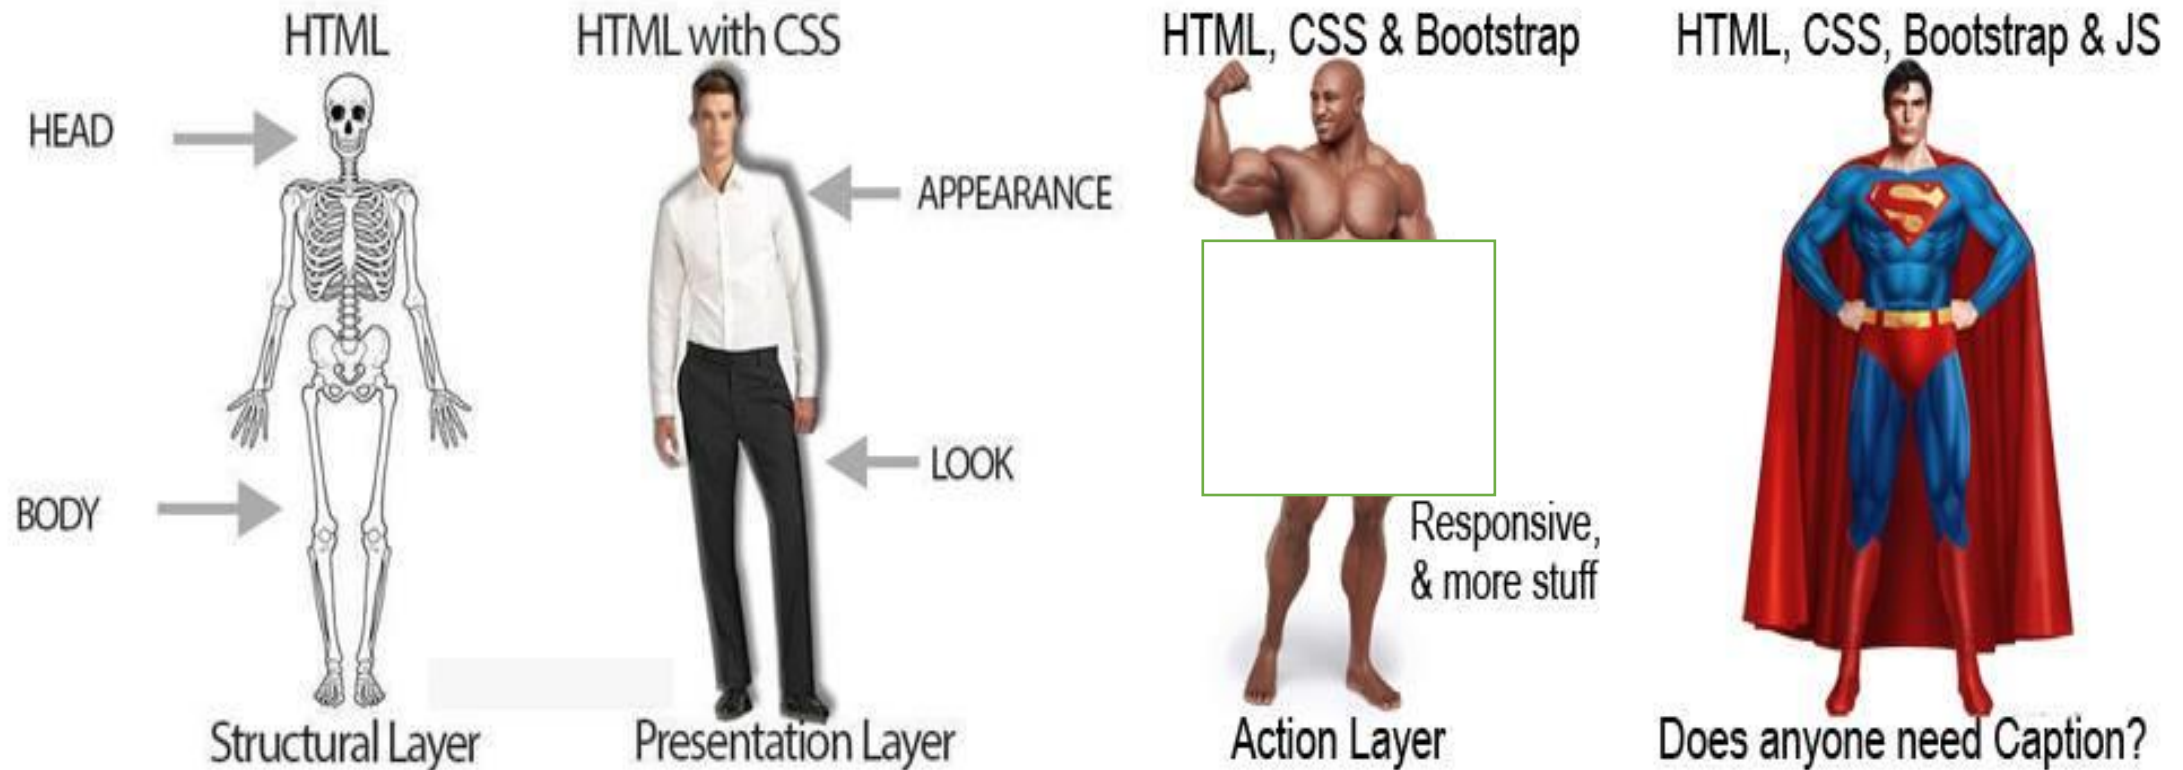 HTML
HEAD
BODY
Structural Layer
HTML with CSS
APPEARANCE
LOOK
Presentation Layer
HTML, CSS & Bootstrap
Responsive,
& more stuff
Action Layer
HTML, CSS, Bootstrap & JS
S
Does anyone need Caption?